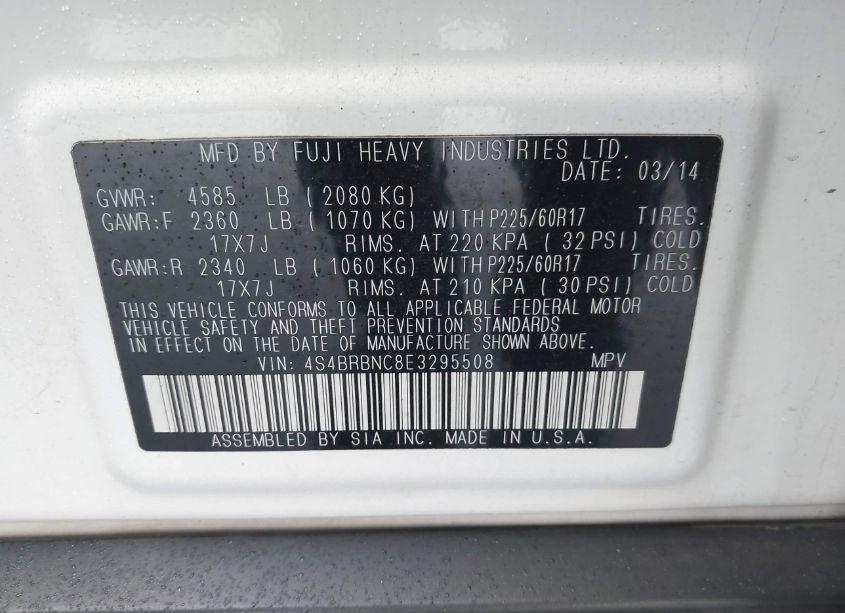 MFD BY FUJI HEAVY INDUSTRIES LTD.
DATE: 03/14
GVWR: 4585 LB ( 2080 KG)
GAWR:F 2360 LB ( 1070 KG) WITH P225/60R17 TIRES.
17X7J RIMS. AT 220 KPA ( 32 PSI) COLD
GAWR:R 2340 LB ( 1060 KG) WITH P225/60R17 TIRES.
17X7J RIMS. AT 210 KPA ( 30 PSI) COLD
THIS VEHICLE CONFORMS TO ALL APPLICABLE FEDERAL MOTOR
VEHICLE SAFETY AND THEFT PREVENTION STANDARDS
IN EFFECT ON THE DATE OF MANUFACTURE SHOWN ABOVE.
VIN: 4S4BRBNC8E3295508 MPV
ASSEMBLED BY SIA INC. MADE IN U.S.A.